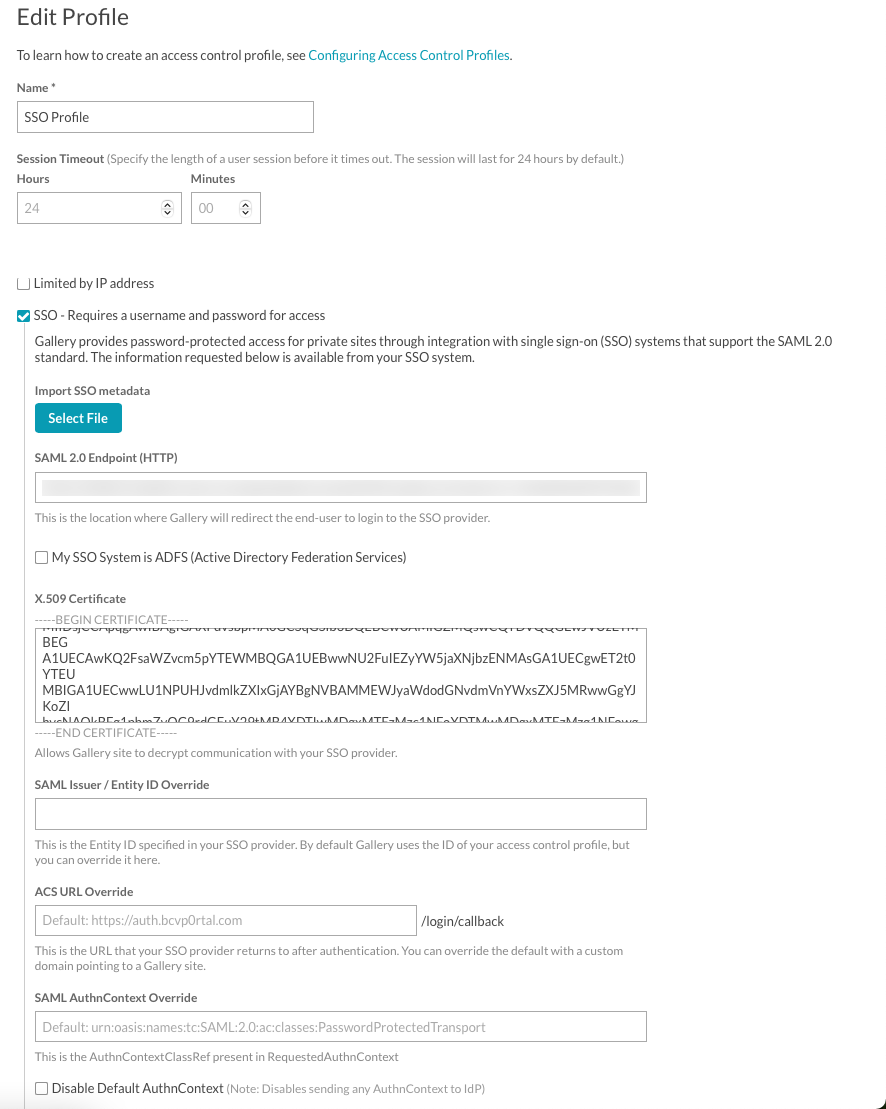 Edit Profile
To learn how to create an access control profile, see Configuring Access Control Profiles.
Name *
SSO Profile
Session Timeout (Specify the length of a user session before it times out. The session will last for 24 hours by default.)
Hours
Minutes
24
00
Limited by IP address
SSO - Requires a username and password for access
Gallery provides password-protected access for private sites through integration with single sign-on (SSO) systems that support the SAML 2.0
standard. The information requested below is available from your SSO system.
Import SSO metadata
Select File
SAML 2.0 Endpoint (HTTP)
This is the location where Gallery will redirect the end-user to login to the SSO provider.
My SSO System is ADFS (Active Directory Federation Services)
X.509 Certificate
-----BEGIN CERTIFICATE-----
BEG
A1UECAwKQ2FsaWZvcm5pYTEWMBQGA1UEBwwNU2FuIEZyYW5jaXNjbzENMAsGA1UECgwET2t0
YTEU
MBIGA1UECwwLU1NPUHJvdmlkZXIxGjAYBgNVBAMMEWJyaWdodGNvdmVnYWxsZXJ5MRwwGgYJ
KoZI
-----END CERTIFICATE-----
Allows Gallery site to decrypt communication with your SSO provider.
SAML Issuer / Entity ID Override
This is the Entity ID specified in your SSO provider. By default Gallery uses the ID of your access control profile, but
you can override it here.
ACS URL Override
Default: https://auth.bcvp0rtal.com
/login/callback
This is the URL that your SSO provider returns to after authentication. You can override the default with a custom
domain pointing to a Gallery site.
SAML AuthnContext Override
Default: urn:oasis:names:tc:SAML:2.0:ac:classes:PasswordProtectedTransport
This is the AuthnContextClassRef present in RequestedAuthnContext
Disable Default AuthnContext (Note: Disables sending any AuthnContext to IdP)